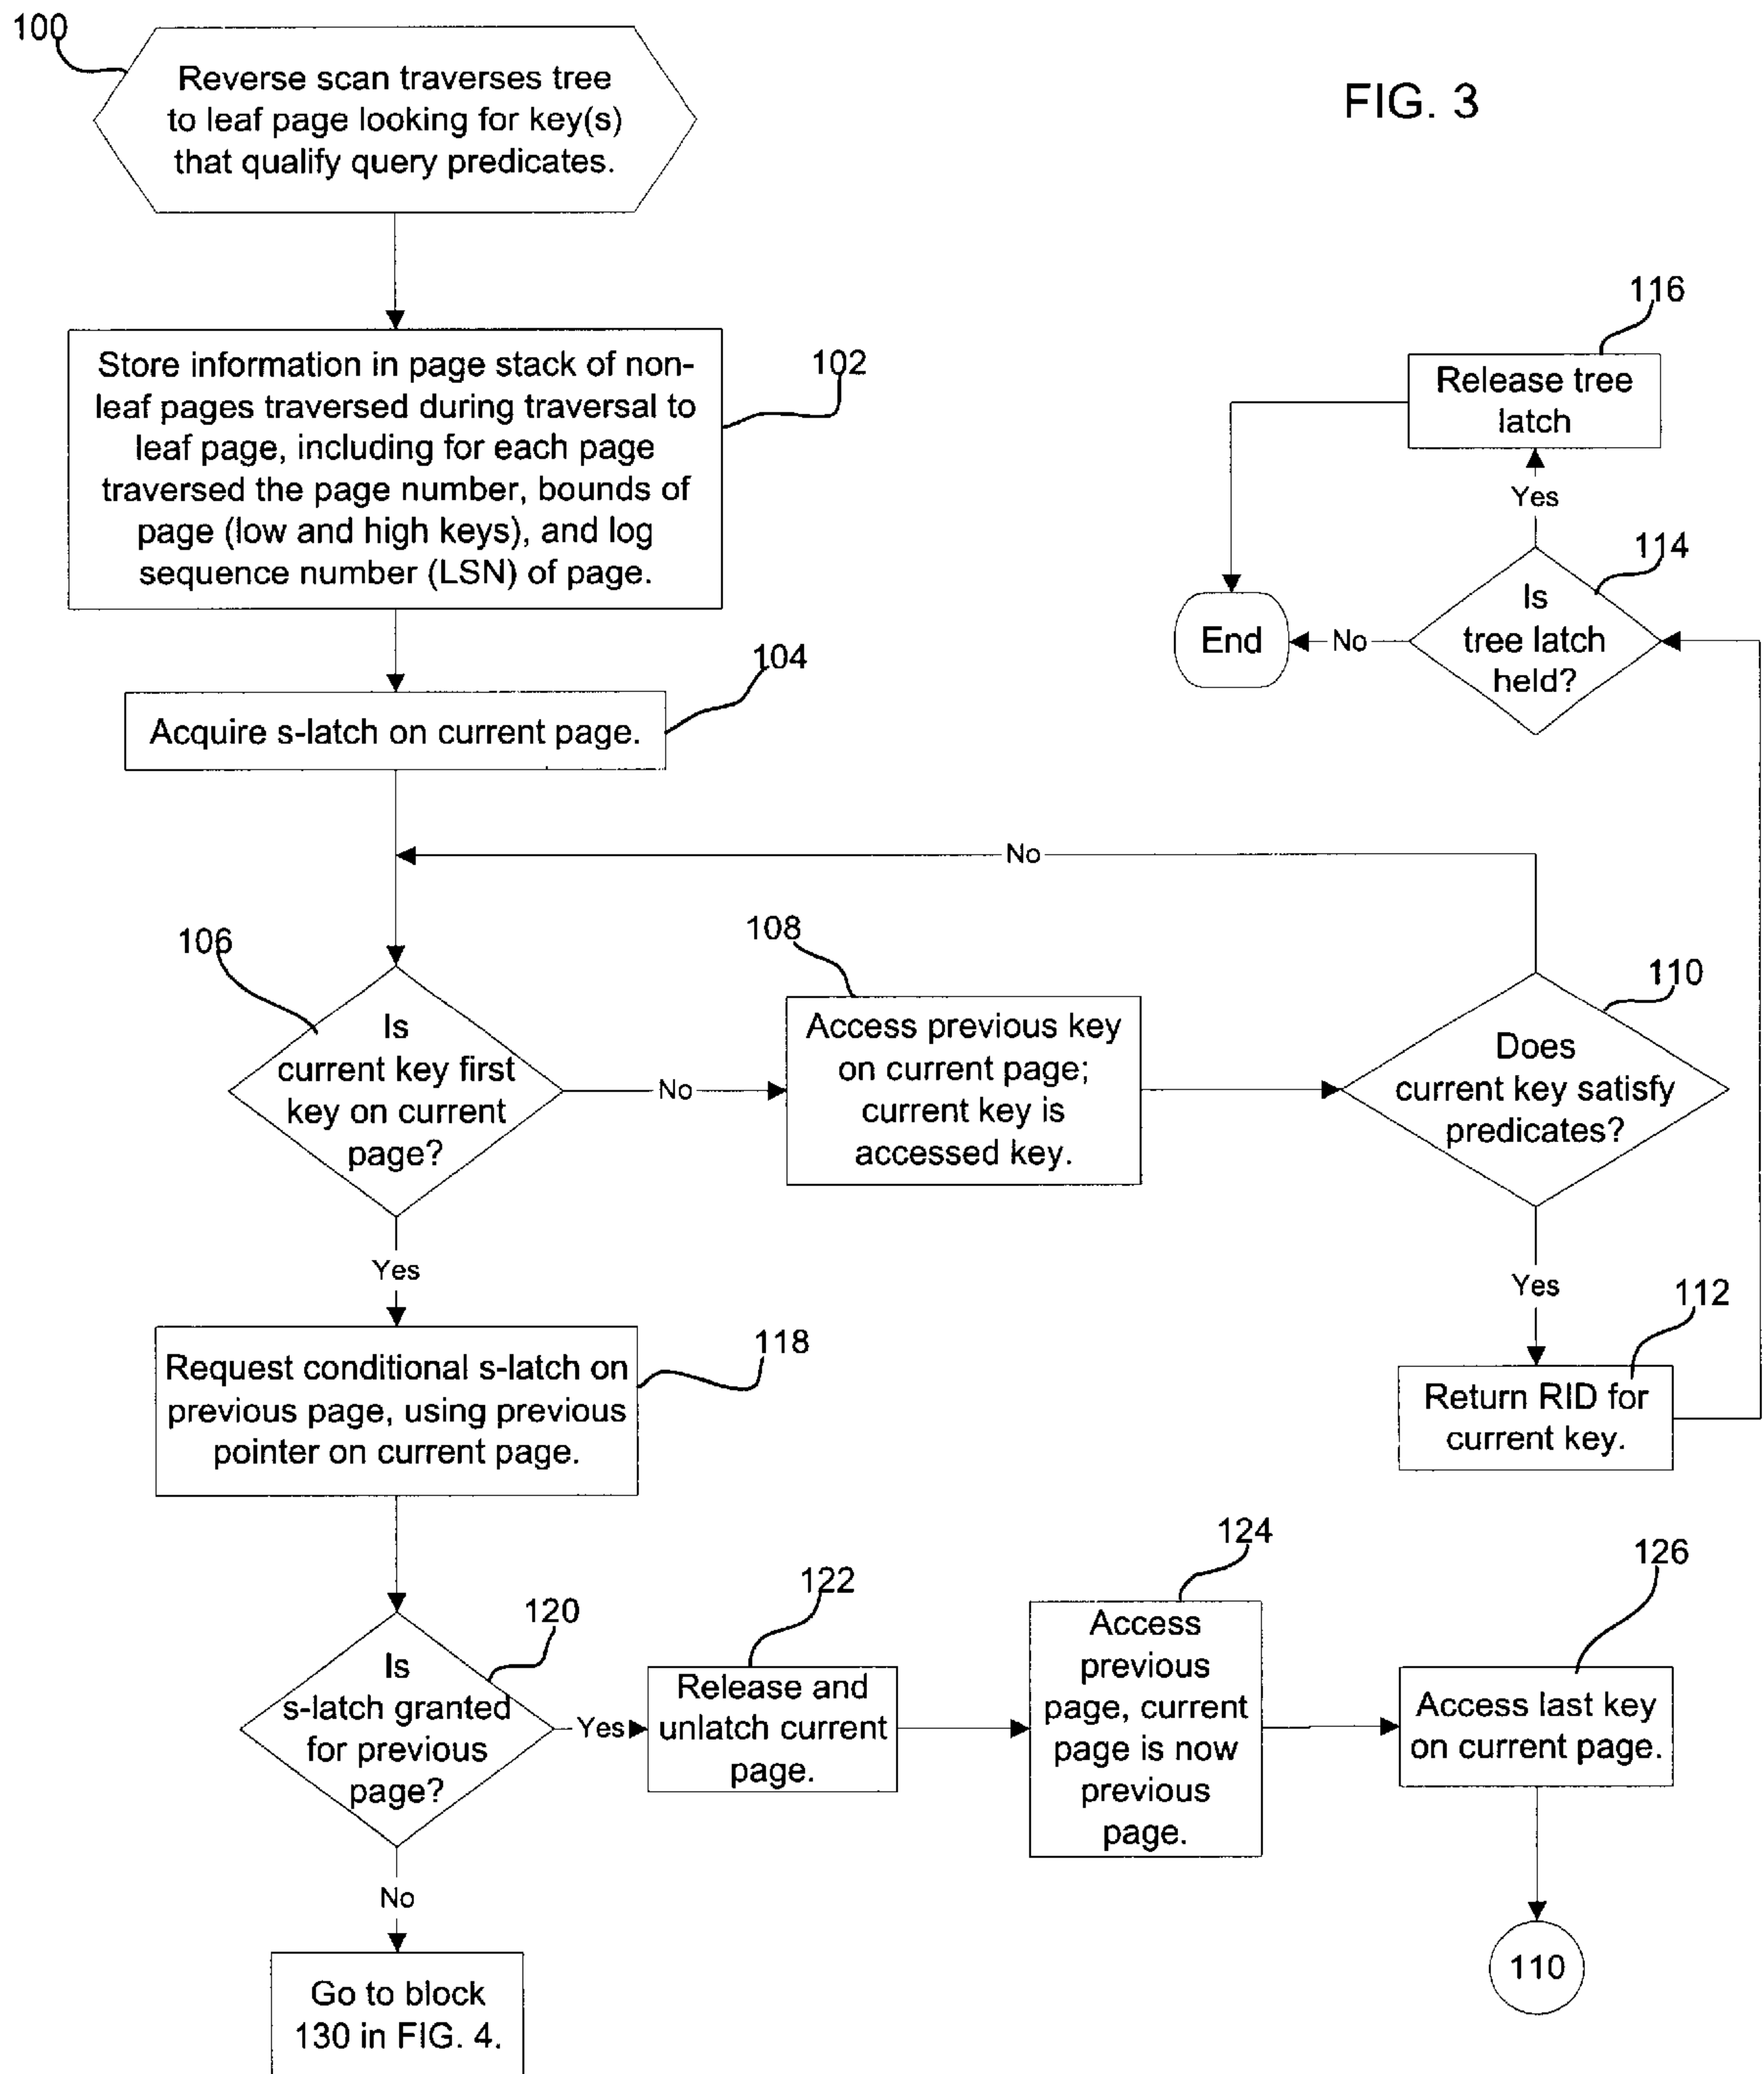 100
Reverse scan traverses tree
to leaf page looking for key(s)
that qualify query predicates.
FIG. 3
102
Store information in page stack of non-
leaf pages traversed during traversal to
leaf page, including for each page
traversed the page number, bounds of
page (low and high keys), and log
sequence number (LSN) of page.
116
Release tree
latch
Yes
114
Is
tree latch
held?
No
End
104
Acquire s-latch on current page.
No
106
Is
current key first
key on current
page?
No
108
Access previous key
on current page;
current key is
accessed key.
110
Does
current key satisfy
predicates?
Yes
Yes
112
Return RID for
current key.
118
Request conditional s-latch on
previous page, using previous
pointer on current page.
120
Is
s-latch granted
for previous
page?
Yes
122
Release and
unlatch current
page.
124
Access
previous
page, current
page is now
previous
page.
126
Access last key
on current page.
110
No
Go to block
130 in FIG. 4.